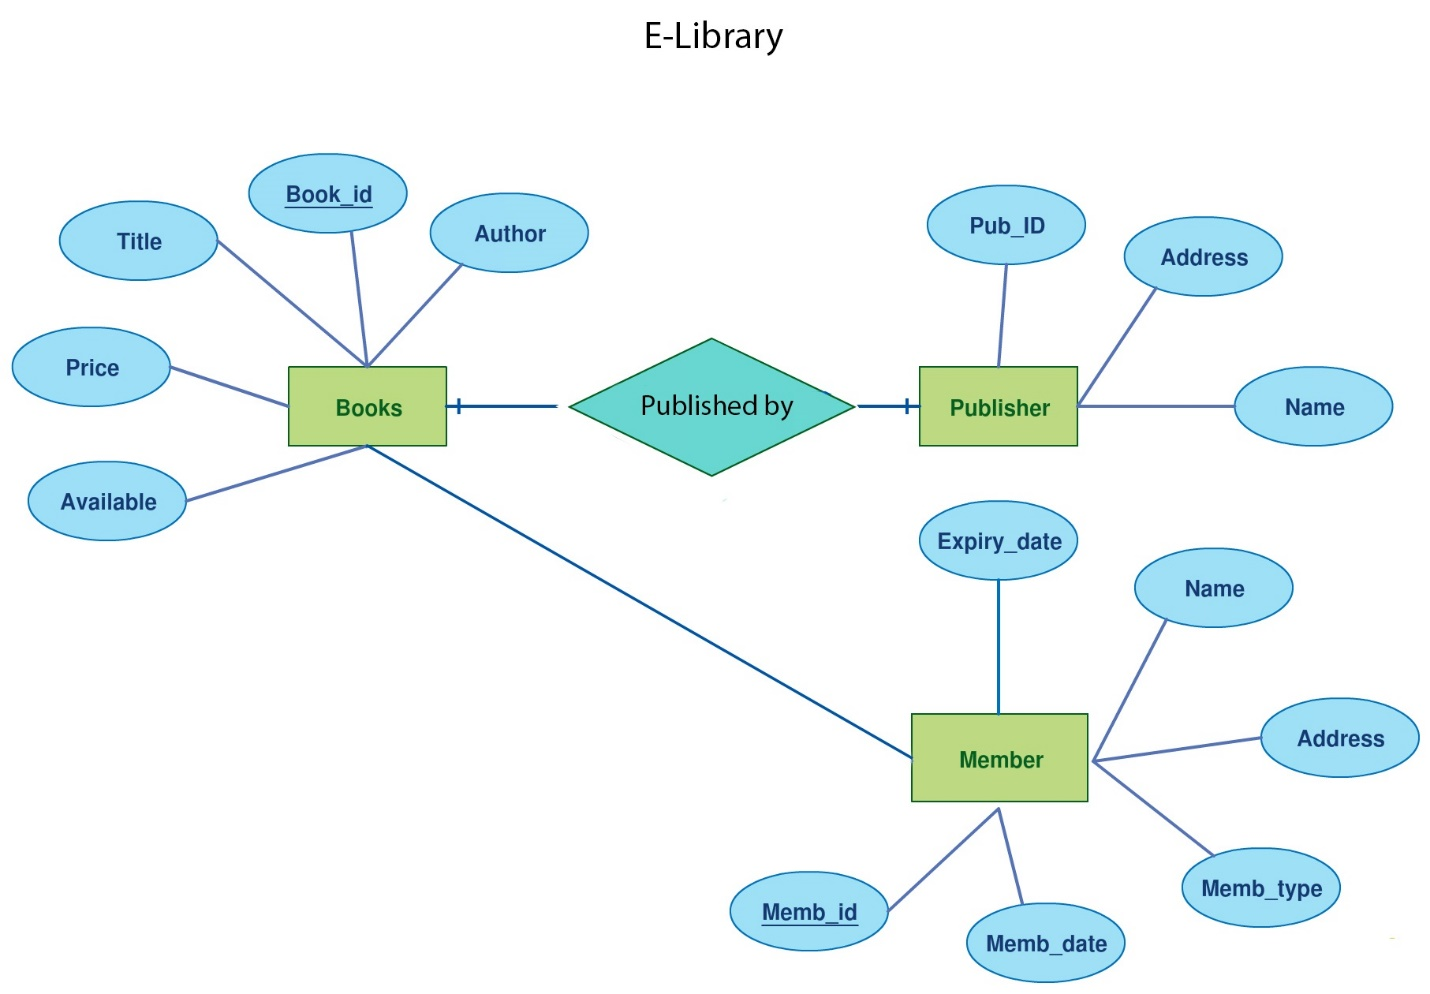 E-Library
Book_id
Title
Author
Price
Books
Available
Published by
Pub_ID
Address
Publisher
Name
Expiry_date
Name
Member
Address
Memb_type
Memb_id
Memb_date